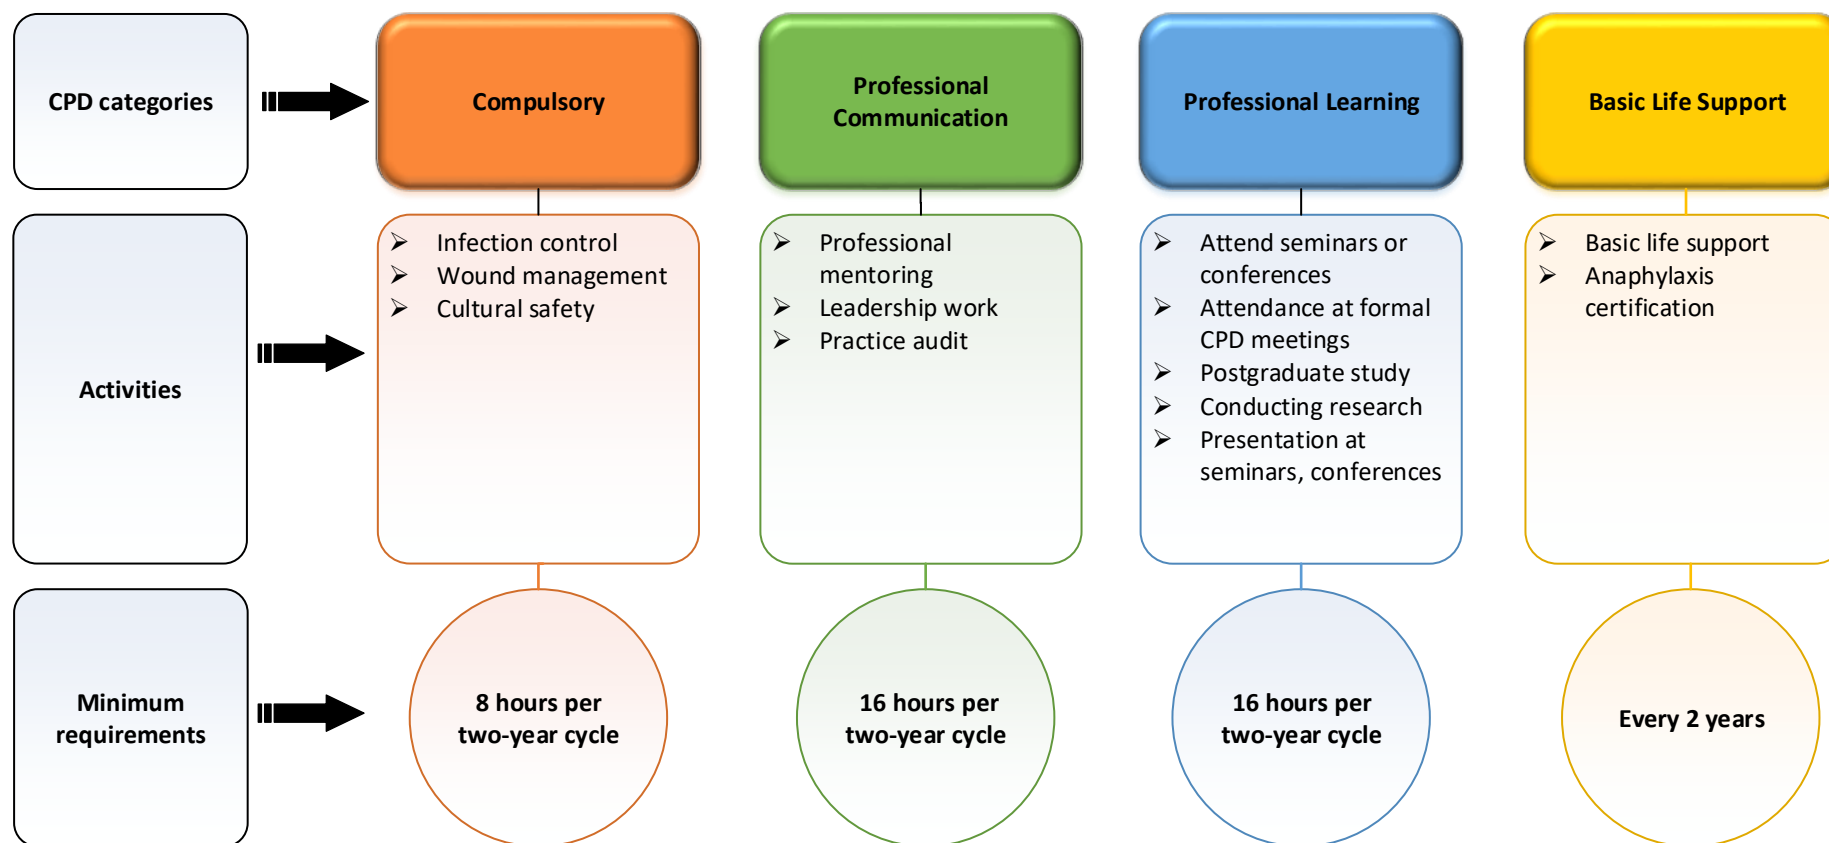 CPD categories
Compulsory
Professional
Communication
Professional Learning
Basic Life Support
Activities
➢ Infection control
➢ Wound management
➢ Cultural safety
➢ Professional
mentoring
➢ Leadership work
➢ Practice audit
➢ Attend seminars or
conferences
➢ Attendance at formal
CPD meetings
➢ Postgraduate study
➢ Conducting research
➢ Presentation at
seminars, conferences
➢ Basic life support
➢ Anaphylaxis
certification
Minimum
requirements
8 hours per
two-year cycle
16 hours per
two-year cycle
16 hours per
two-year cycle
Every 2 years